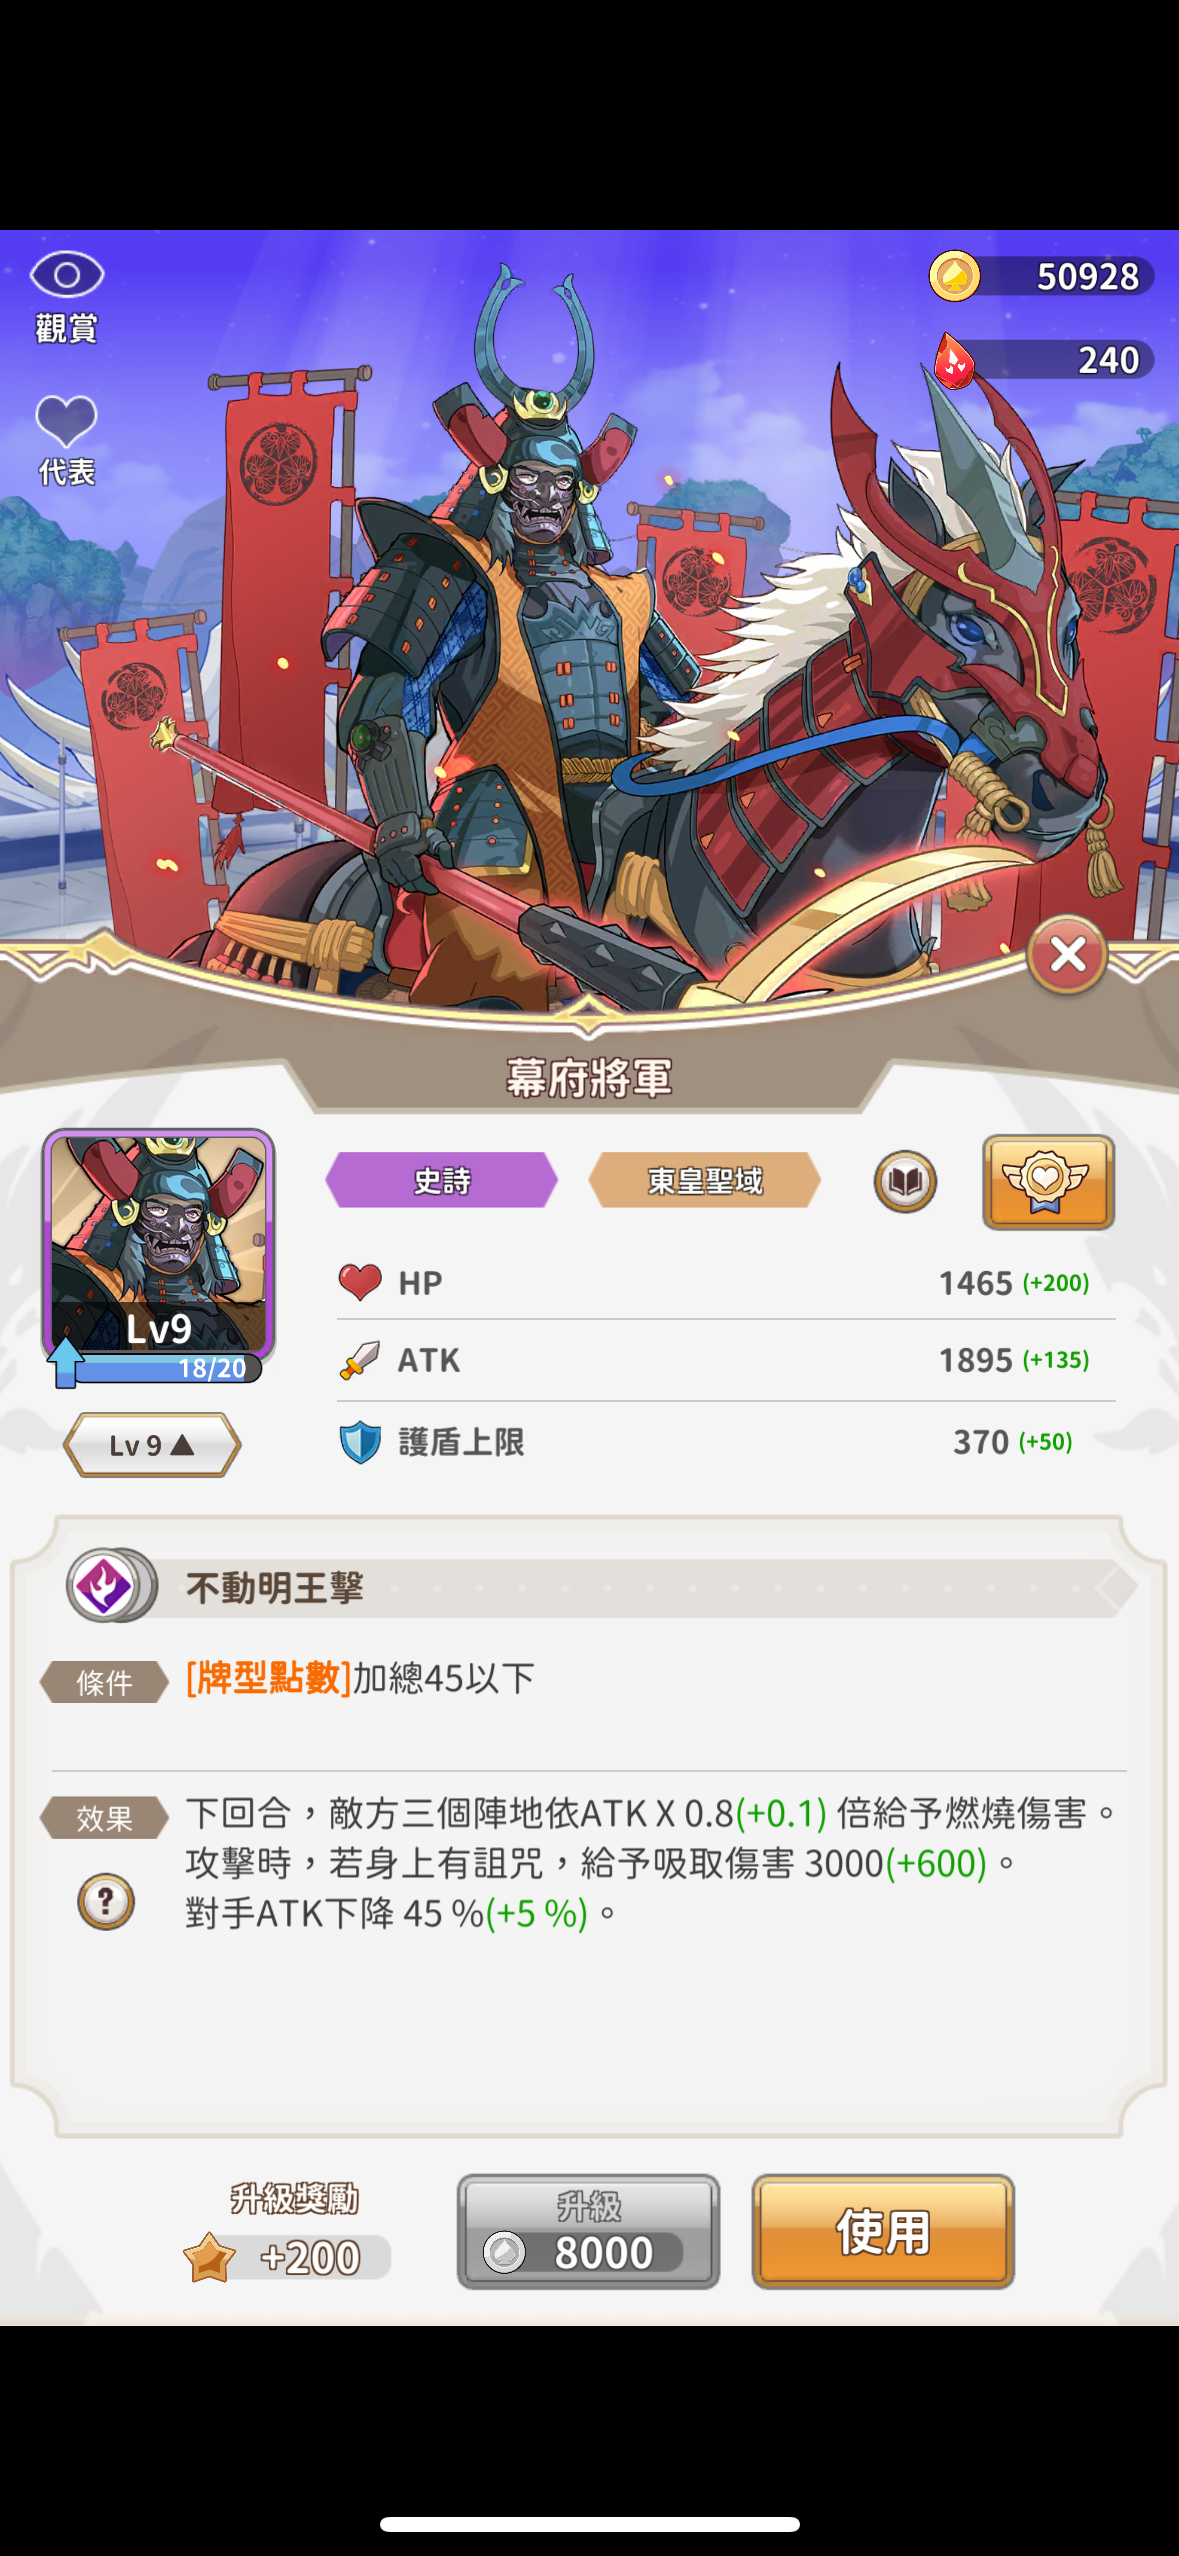 觀賞
50928
240
代表
幕府將軍
史詩
東皇聖域
Lv9
18/20
Lv 9 ▲
HP
1465 (+200)
ATK
1895 (+135)
護盾上限
370 (+50)
不動明王擊
條件
[牌型點數]加總45以下
效果
下回合，敵方三個陣地依ATK X 0.8(+0.1) 倍給予燃燒傷害。
攻擊時，若身上有詛咒，給予吸取傷害 3000(+600)。
對手ATK下降 45 %(+5 %)。
?
升級獎勵
+200
升級
8000
使用